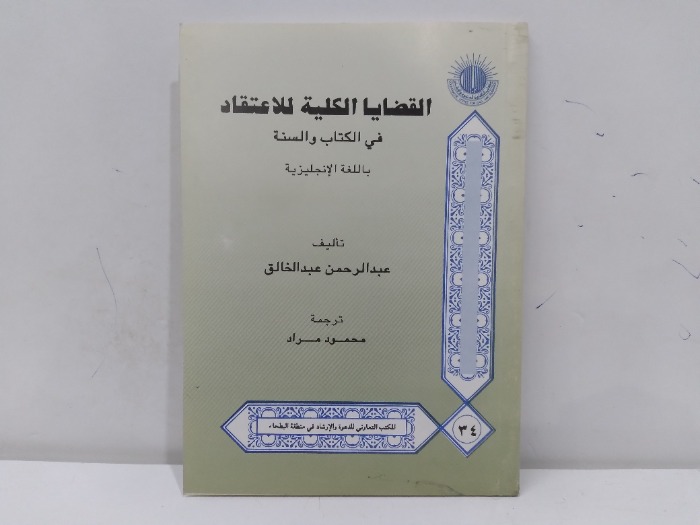 القضايا الكلية للاعتقاد
في الكتاب والسنة
باللغة الإنجليزية
تأليف
عبدالرحمن عبدالخالق
ترجمة
محمود مراد
المكتب التعاوني للدعوة والإرشاد في منطقة البطحاء
٣٤